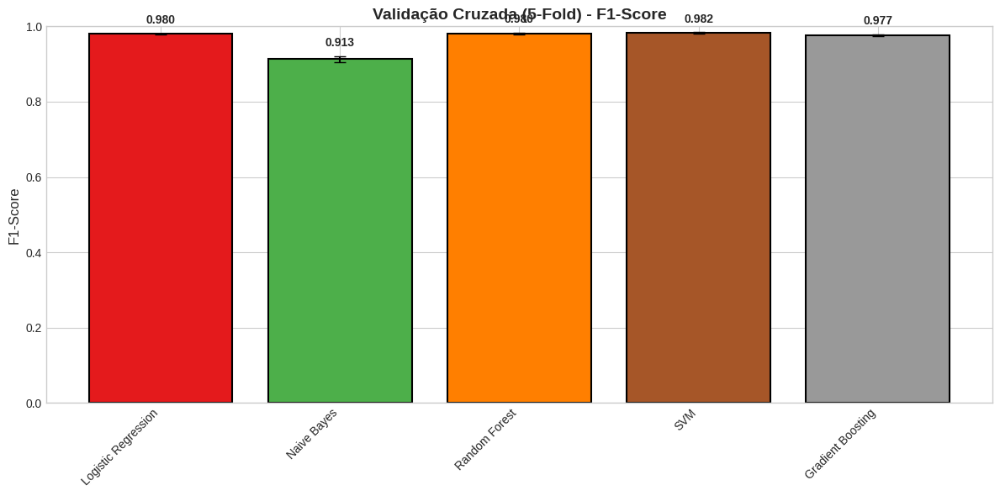 Validação Cruzada (5-Fold) - F1-Score
0.980
0.913
0.980
0.982
0.977
1.0
0.8
0.6
0.4
0.2
0.0
F1-Score
Logistic Regression
Naive Bayes
Random Forest
SVM
Gradient Boosting